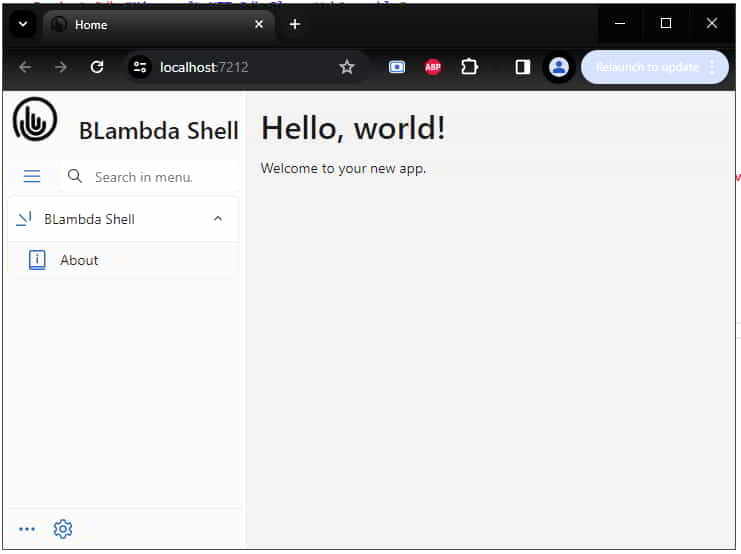 Home
localhost:7212
ABP
Relaunch to update
BLambda Shell
Hello, world!
Search in menu.
Welcome to your new app.
BLambda Shell
About